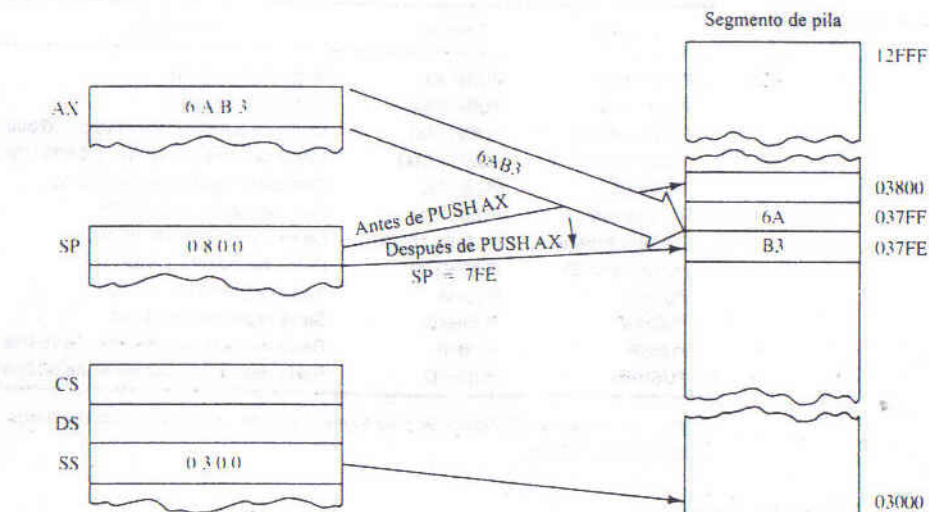 Segmento de pila
12FFF
AX
6 A B 3
6AB3
03800
6A
037FF
Antes de PUSH AX
SP
0 8 0 0
Después de PUSH AX
B3
037FE
SP = 7FE
CS
DS
SS
0 3 0 0
03000